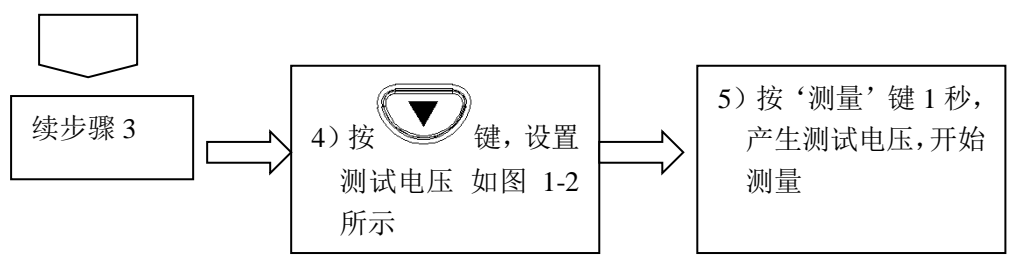 续步骤 3
4）按 键，设置
测试电压 如图 1-2
所示
5）按‘测量’键 1 秒，
产生测试电压，开始
测量